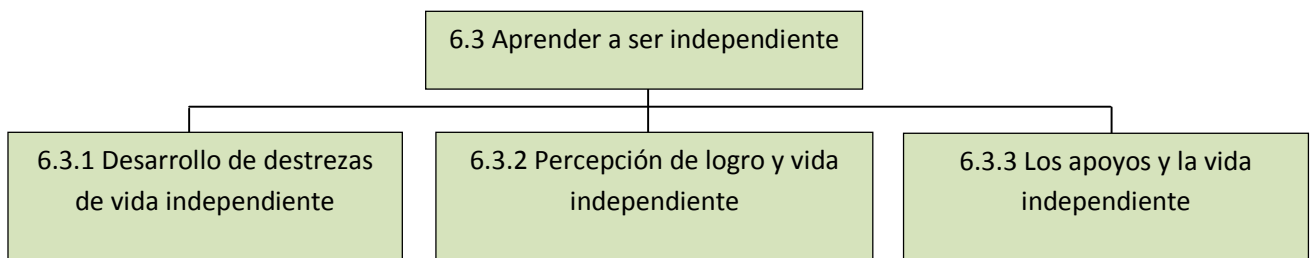 6.3 Aprender a ser independiente
6.3.1 Desarrollo de destrezas
de vida independiente
6.3.2 Percepción de logro y vida
independiente
6.3.3 Los apoyos y la vida
independiente